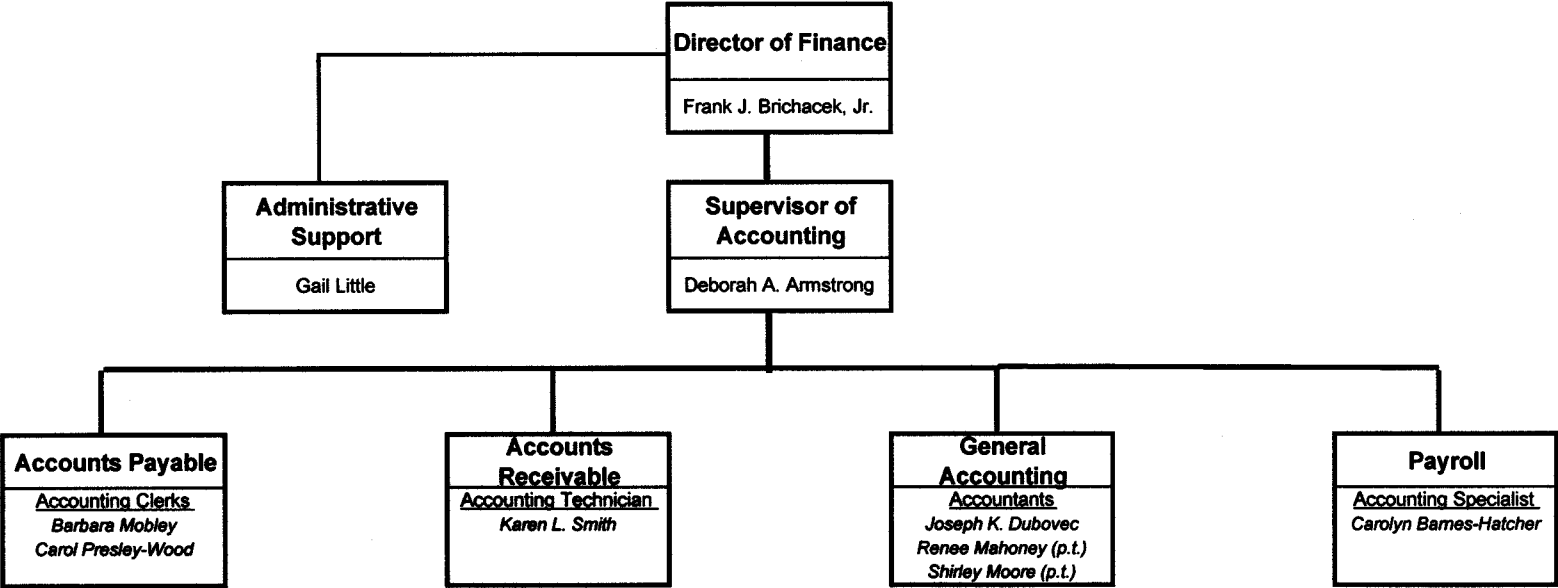 Director of Finance
Frank J. Brichacek, Jr.
Administrative
Support
Gail Little
Supervisor of
Accounting
Deborah A. Armstrong
Accounts Payable
Accounting Clerks
Barbara Mobley
Carol Presley-Wood
Accounts
Receivable
Accounting Technician
Karen L. Smith
General
Accounting
Accountants
Joseph K. Dubovec
Renee Mahoney (p.t.)
Shirley Moore (p.t.)
Payroll
Accounting Specialist
Carolyn Barnes-Hatcher